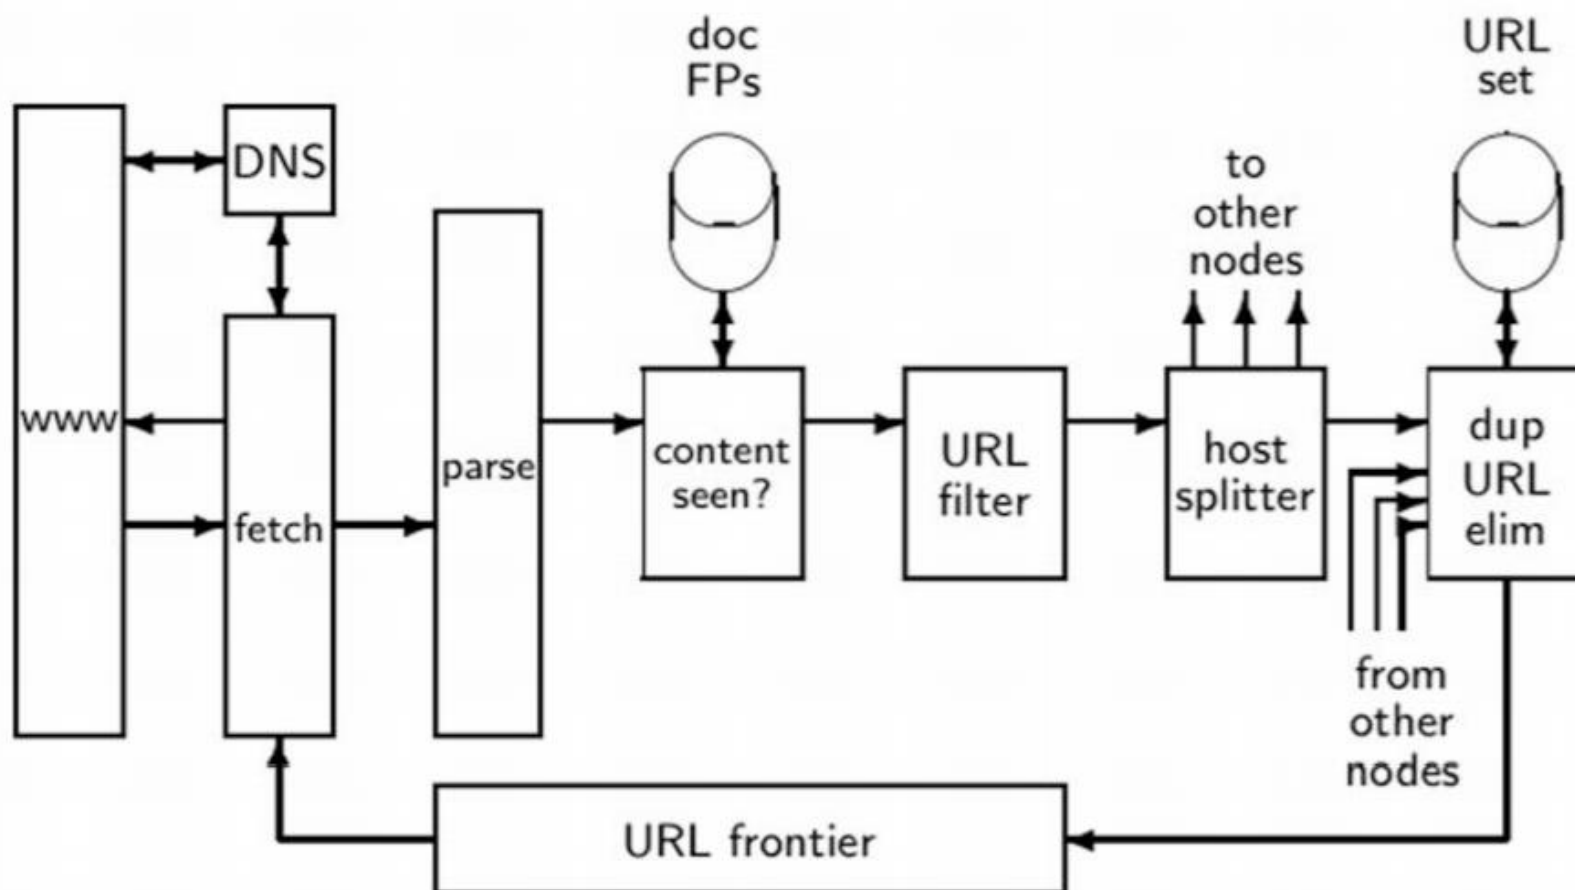 doc
FPs
URL
set
DNS
to
other
nodes
www
fetch
parse
content
seen?
URL
filter
host
splitter
dup
URL
elim
from
other
nodes
URL frontier